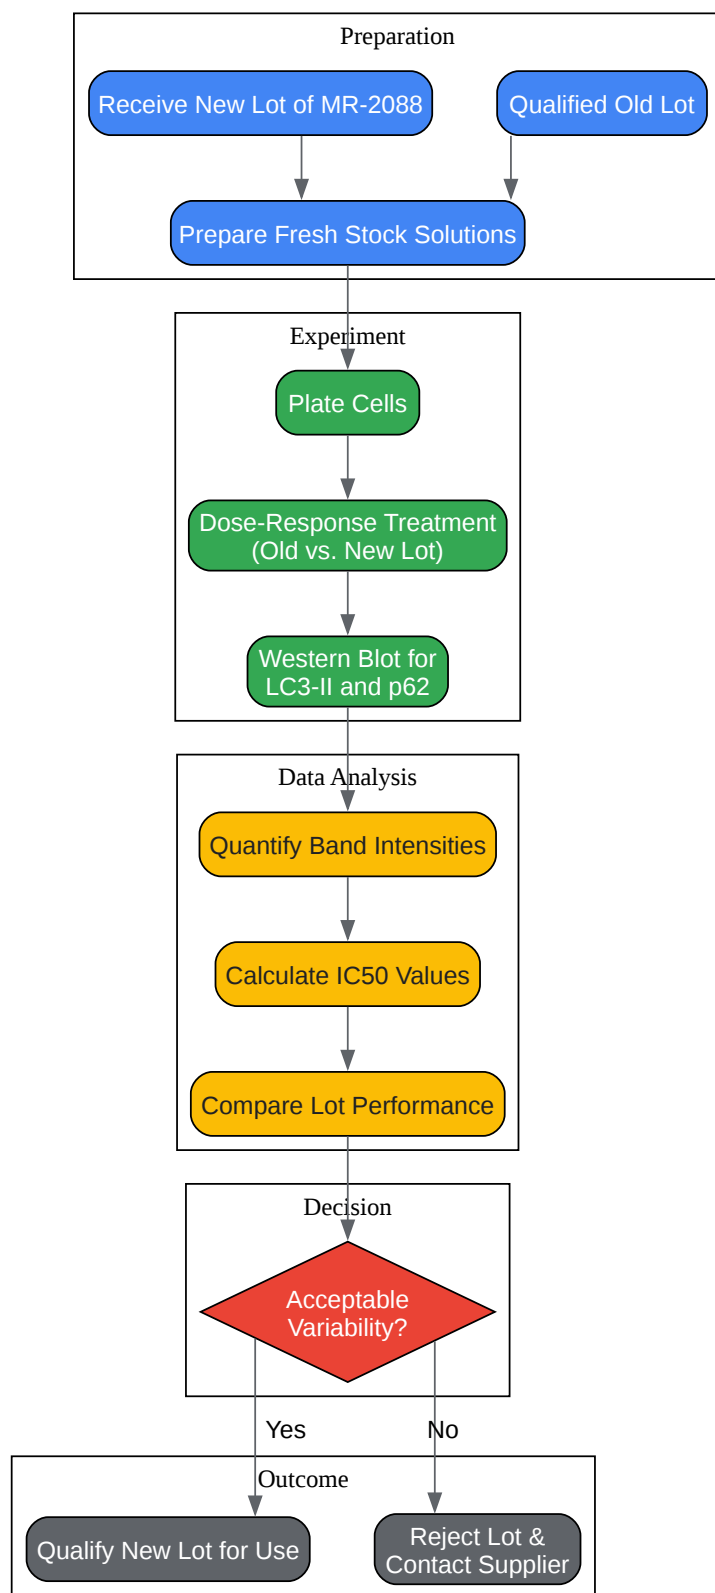 Preparation
Receive New Lot of MR-2088
Qualified Old Lot
Prepare Fresh Stock Solutions
Experiment
Plate Cells
Dose-Response Treatment
(Old vs. New Lot)
Western Blot for
LC3-II and p62
Data Analysis
Quantify Band Intensities
Calculate IC50 Values
Compare Lot Performance
Decision
Acceptable
Variability?
Yes
No
Outcome
Qualify New Lot for Use
Reject Lot &
Contact Supplier